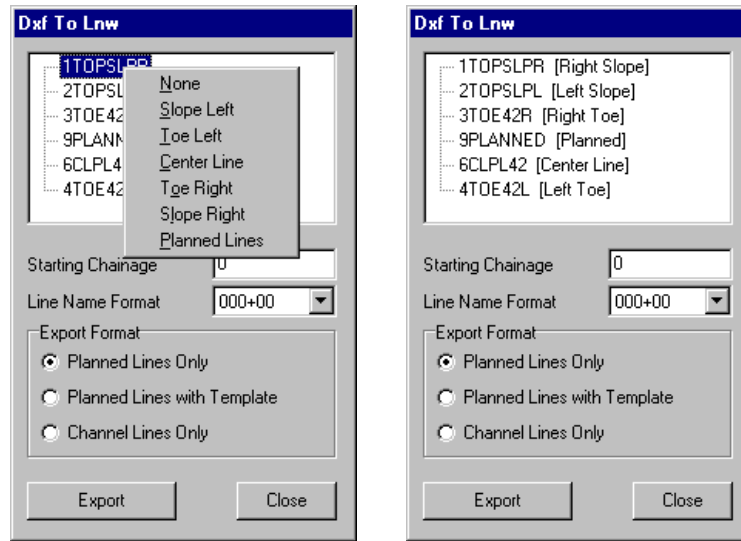 Dxf To Lnw
1TOPSLPR
2TOPSL
3TOE42
9PLANN
6CLPL4
4TOE42
None
Slope Left
Toe Left
Center Line
Toe Right
Slope Right
Planned Lines
Starting Chainage 0
Line Name Format 000+00
Export Format
Planned Lines Only
Planned Lines with Template
Channel Lines Only
Export Close
Dxf To Lnw
1TOPSLPR [Right Slope]
2TOPSLPL [Left Slope]
3TOE42R [Right Toe]
9PLANNED [Planned]
6CLPL42 [Center Line]
4TOE42L [Left Toe]
Starting Chainage 0
Line Name Format 000+00
Export Format
Planned Lines Only
Planned Lines with Template
Channel Lines Only
Export Close